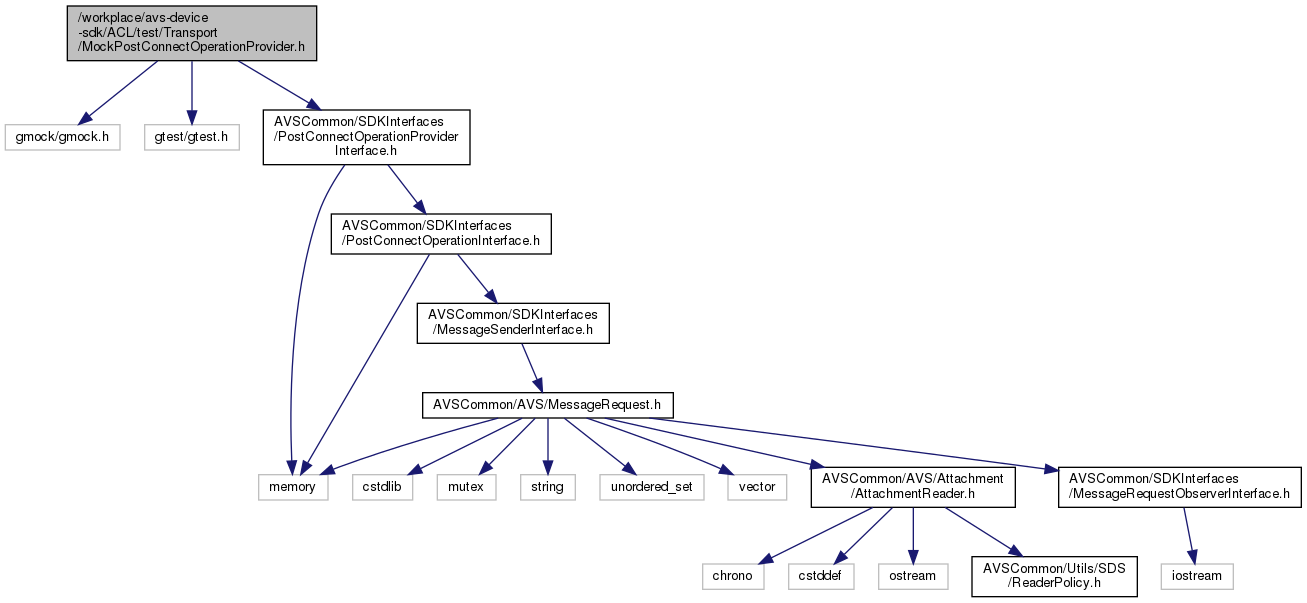 /workplace/avs-device
-sdk/ACL/test/Transport
/MockPostConnectOperationProvider.h
gmock/gmock.h
gtest/gtest.h
AVSCommon/SDKInterfaces
/PostConnectOperationProvider
Interface.h
AVSCommon/SDKInterfaces
/PostConnectOperationInterface.h
AVSCommon/SDKInterfaces
/MessageSenderInterface.h
AVSCommon/AVS/MessageRequest.h
memory
cstdlib
mutex
string
unordered_set
vector
AVSCommon/AVS/Attachment
/AttachmentReader.h
AVSCommon/SDKInterfaces
/MessageRequestObserverInterface.h
chrono
cstddef
ostream
AVSCommon/Utils/SDS
/ReaderPolicy.h
iostream